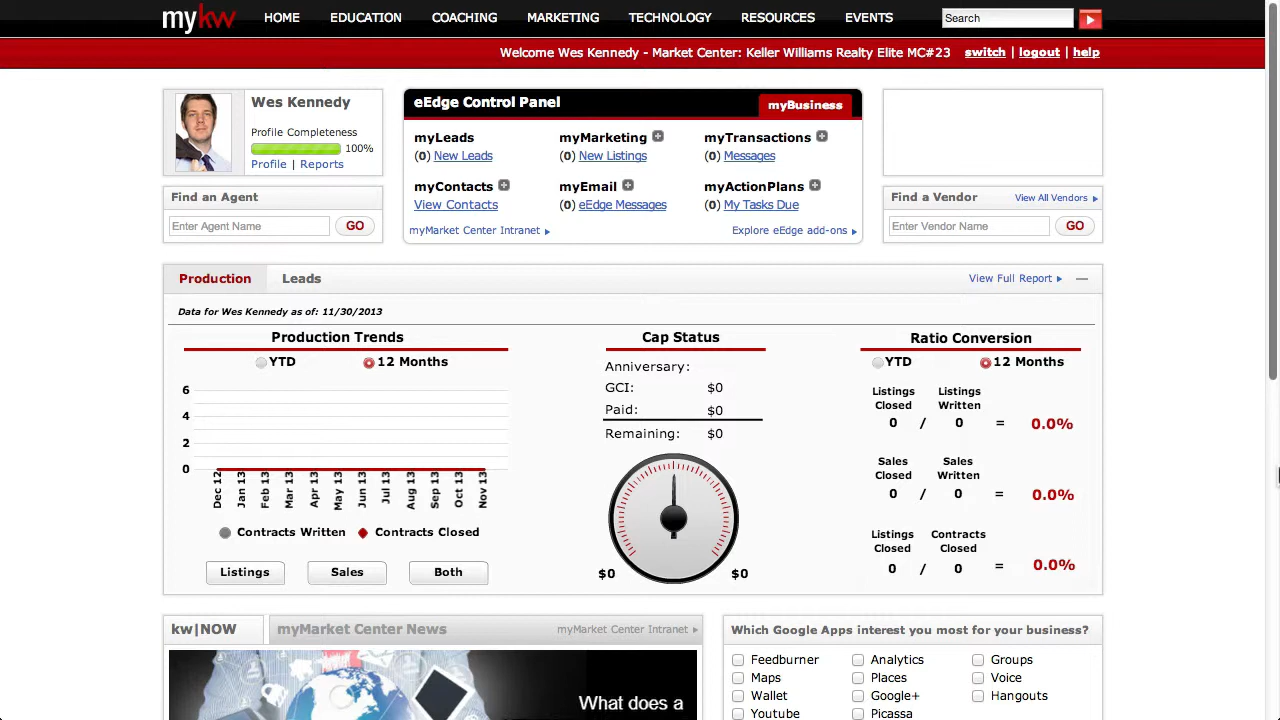 mykw HOME EDUCATION COACHING MARKETING TECHNOLOGY RESOURCES EVENTS Search
Welcome Wes Kennedy - Market Center: Keller Williams Realty Elite MC#23 switch | logout | help
Wes Kennedy
Profile Completeness
100%
Profile | Reports
Find an Agent
Enter Agent Name GO
eEdge Control Panel myBusiness
myLeads myMarketing myTransactions
(0) New Leads (0) New Listings (0) Messages
myContacts myEmail myActionPlans
View Contacts (0) eEdge Messages (0) My Tasks Due
myMarket Center Intranet Explore eEdge add-ons
Find a Vendor View All Vendors
Enter Vendor Name GO
Production Leads View Full Report
Data for Wes Kennedy as of: 11/30/2013
Production Trends
YTD 12 Months
6
4
2
0
Dec 12 Jan 13 Feb 13 Mar 13 Apr 13 May 13 Jun 13 Jul 13 Aug 13 Sep 13 Oct 13 Nov 13
Contracts Written Contracts Closed
Listings Sales Both
Cap Status
Anniversary:
GCI: $0
Paid: $0
Remaining: $0
$0 $0
Ratio Conversion
YTD 12 Months
Listings Closed Listings Written
0 / 0 = 0.0%
Sales Closed Sales Written
0 / 0 = 0.0%
Listings Closed Contracts Closed
0 / 0 = 0.0%
kw|NOW myMarket Center News myMarket Center Intranet
What does a
Which Google Apps interest you most for your business?
Feedburner Analytics Groups
Maps Places Voice
Wallet Google+ Hangouts
Youtube Picassa